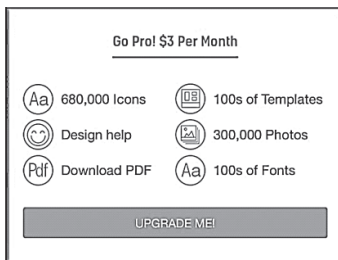 Go Pro! $3 Per Month
Aa 680,000 Icons
100s of Templates
Design help
300,000 Photos
Pdf Download PDF
Aa 100s of Fonts
UPGRADE ME!